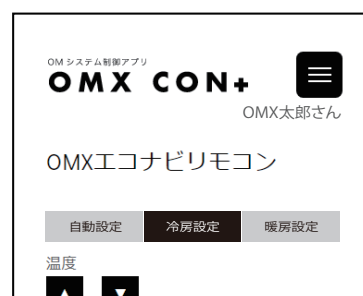 OMシステム制御アプリ
OMX CON+
OMX太郎さん
OMXエコナビリモコン
自動設定 冷房設定 暖房設定
温度
▲ ▼